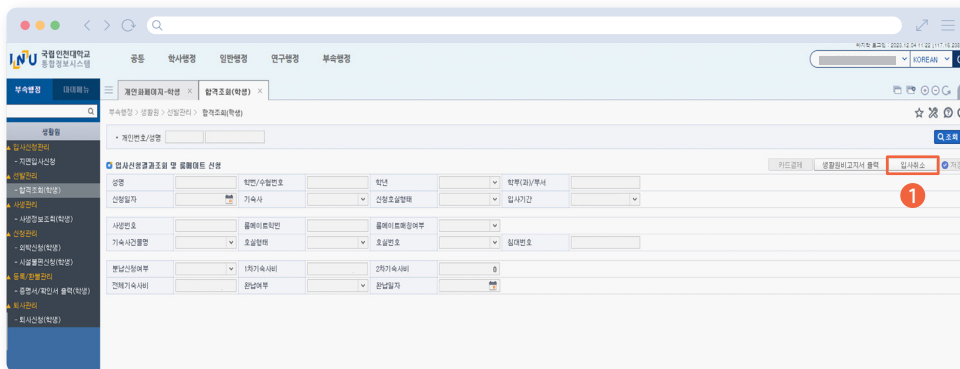 국립인천대학교
통합정보시스템
공통 학사행정 일반행정 연구행정 부속행정
KOREAN
부속행정 마이메뉴
개인화페이지-학생 × 합격조회(학생) ×
부속행정 > 생활원 > 선발관리 > 합격조회(학생)
생활원
• 개인번호/성명
조회
▲ 입사신청관리
- 자연입사신청
▲ 선발관리
- 합격조회(학생)
▲ 사생관리
- 사생정보조회(학생)
▲ 신청관리
- 외박신청(학생)
- 시설물편신청(학생)
▲ 등록/환불관리
- 증명서/확인서 출력(학생)
▲ 퇴사관리
- 퇴사신청(학생)
입사신청결과조회 및 룸메이트 신청
카드결제 생활원비고지서 출력 입사취소
1
성명 학번/수험번호 학년 학부(과)/부서
신청일자 기숙사 신청호실형태 입사기간
사생번호 룸메이트학번 룸메이트매칭여부
기숙사건물명 호실형태 호실번호 침대번호
분납신청여부 1차기숙사비 2차기숙사비 0
전체기숙사비 완납여부 완납일자